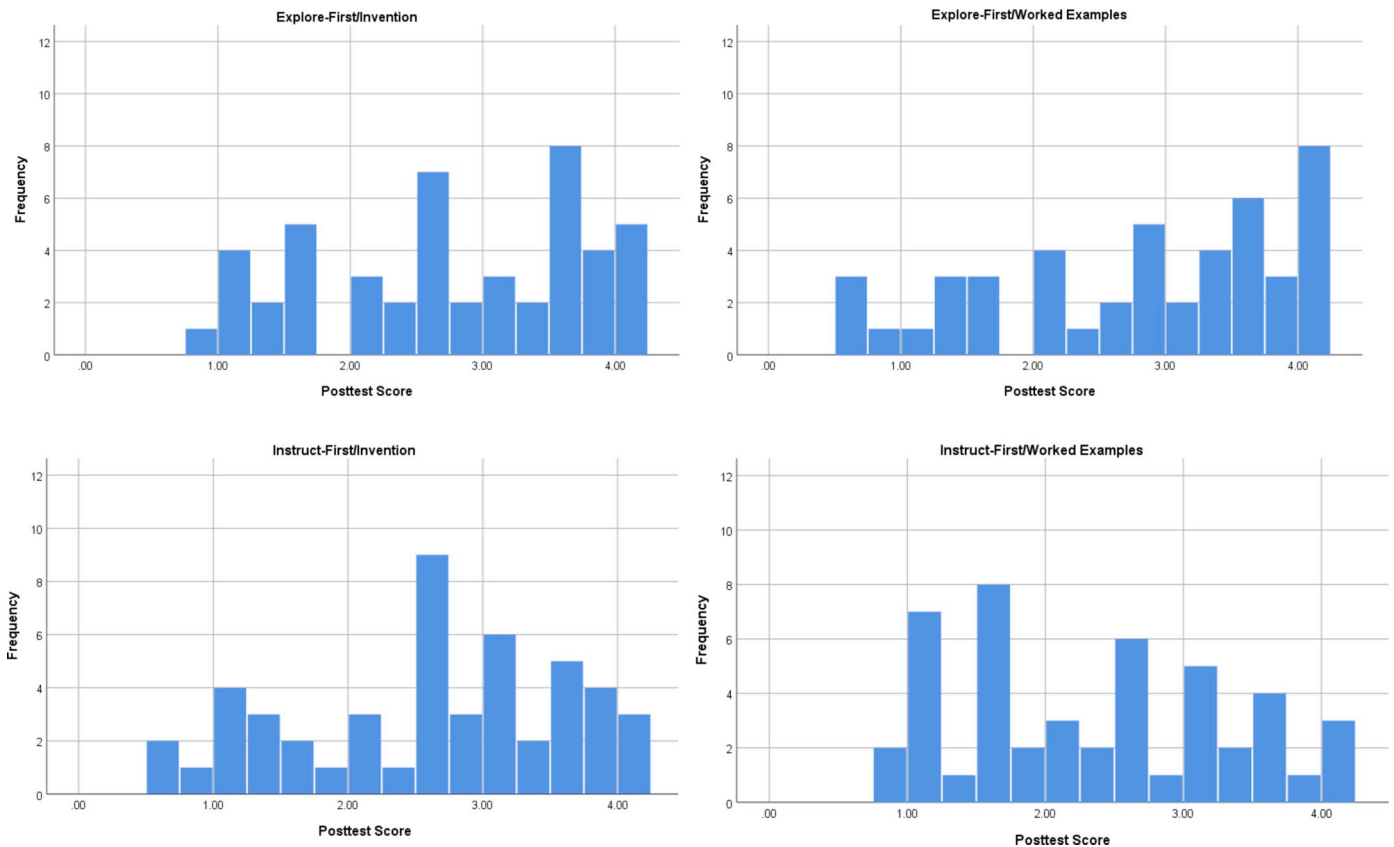 Explore-First/Invention
12
10
8
6
4
2
0
Frequency
.00 1.00 2.00 3.00 4.00
Posttest Score
Explore-First/Worked Examples
12
10
8
6
4
2
0
Frequency
.00 1.00 2.00 3.00 4.00
Posttest Score
Instruct-First/Invention
12
10
8
6
4
2
0
Frequency
.00 1.00 2.00 3.00 4.00
Posttest Score
Instruct-First/Worked Examples
12
10
8
6
4
2
0
Frequency
.00 1.00 2.00 3.00 4.00
Posttest Score